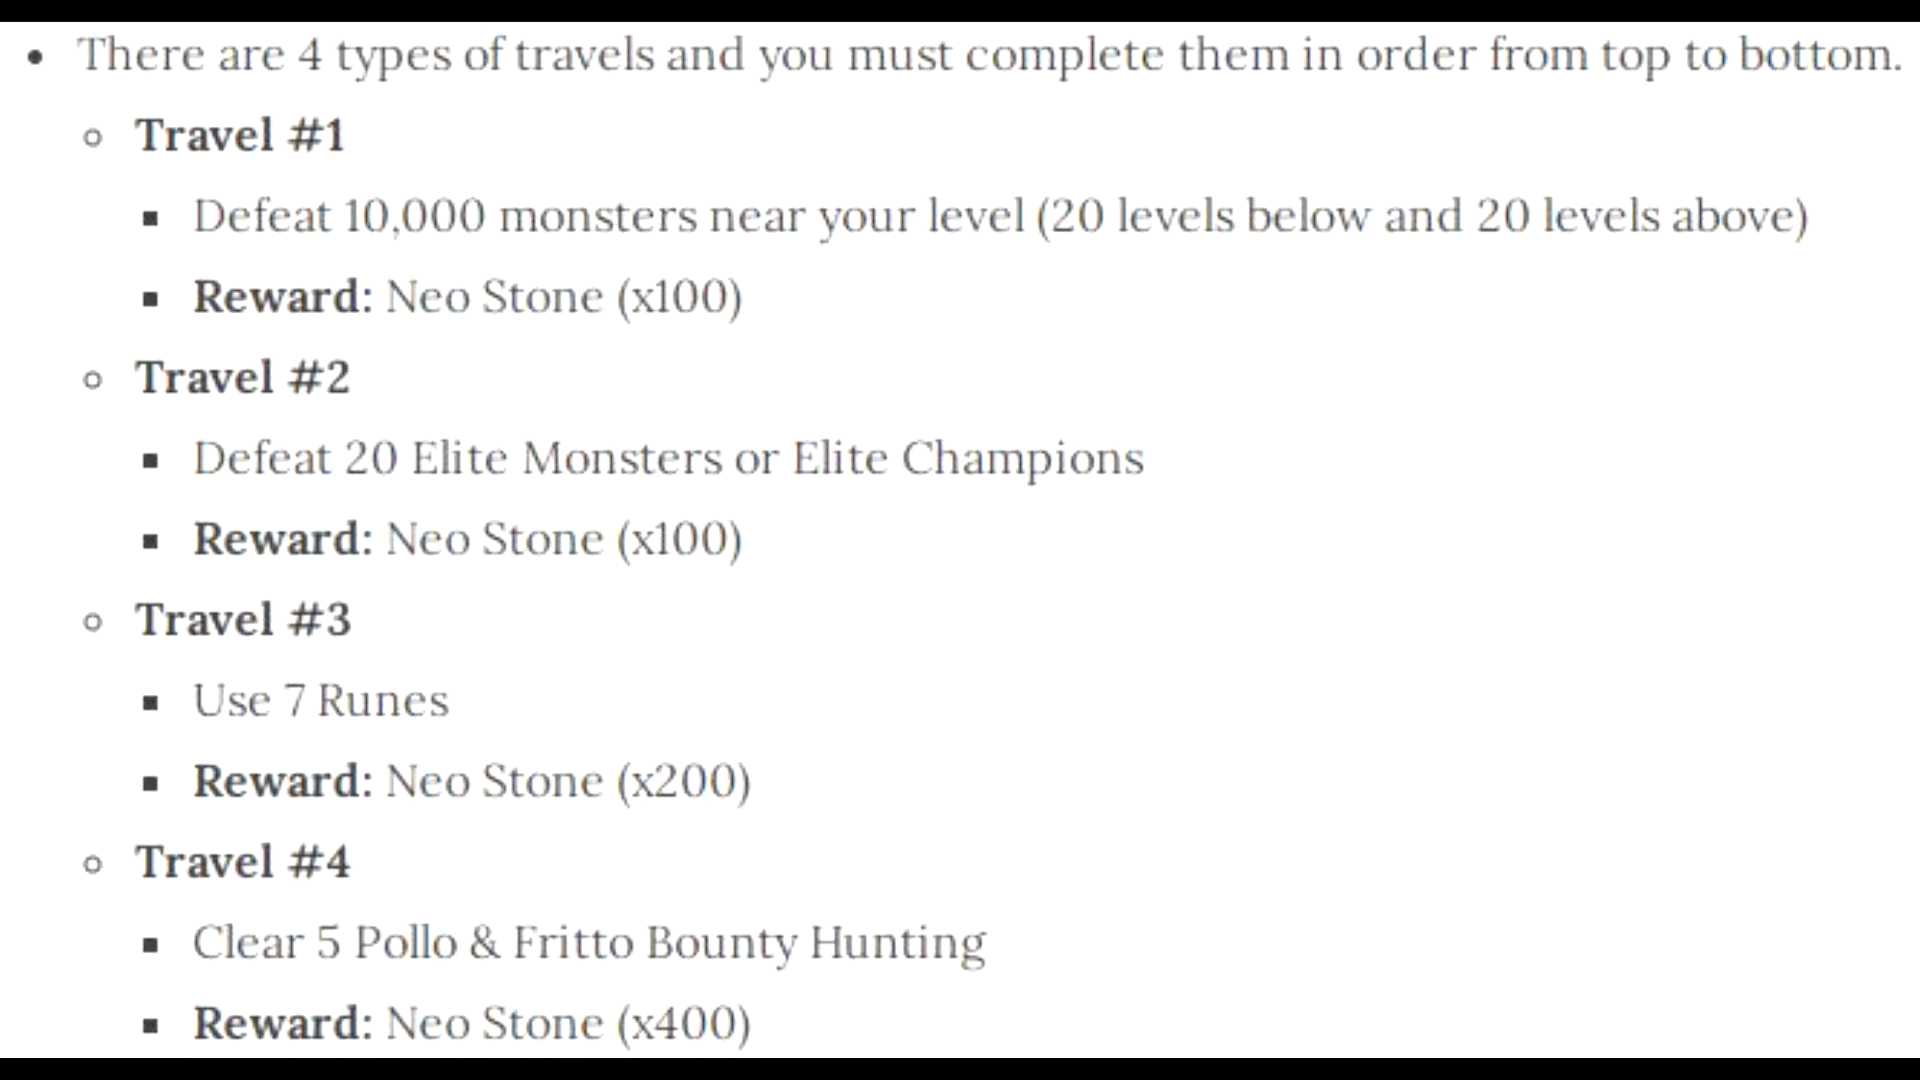 • There are 4 types of travels and you must complete them in order from top to bottom.
○ Travel #1
▪ Defeat 10,000 monsters near your level (20 levels below and 20 levels above)
▪ Reward: Neo Stone (x100)
○ Travel #2
▪ Defeat 20 Elite Monsters or Elite Champions
▪ Reward: Neo Stone (x100)
○ Travel #3
▪ Use 7 Runes
▪ Reward: Neo Stone (x200)
○ Travel #4
▪ Clear 5 Pollo & Fritto Bounty Hunting
▪ Reward: Neo Stone (x400)